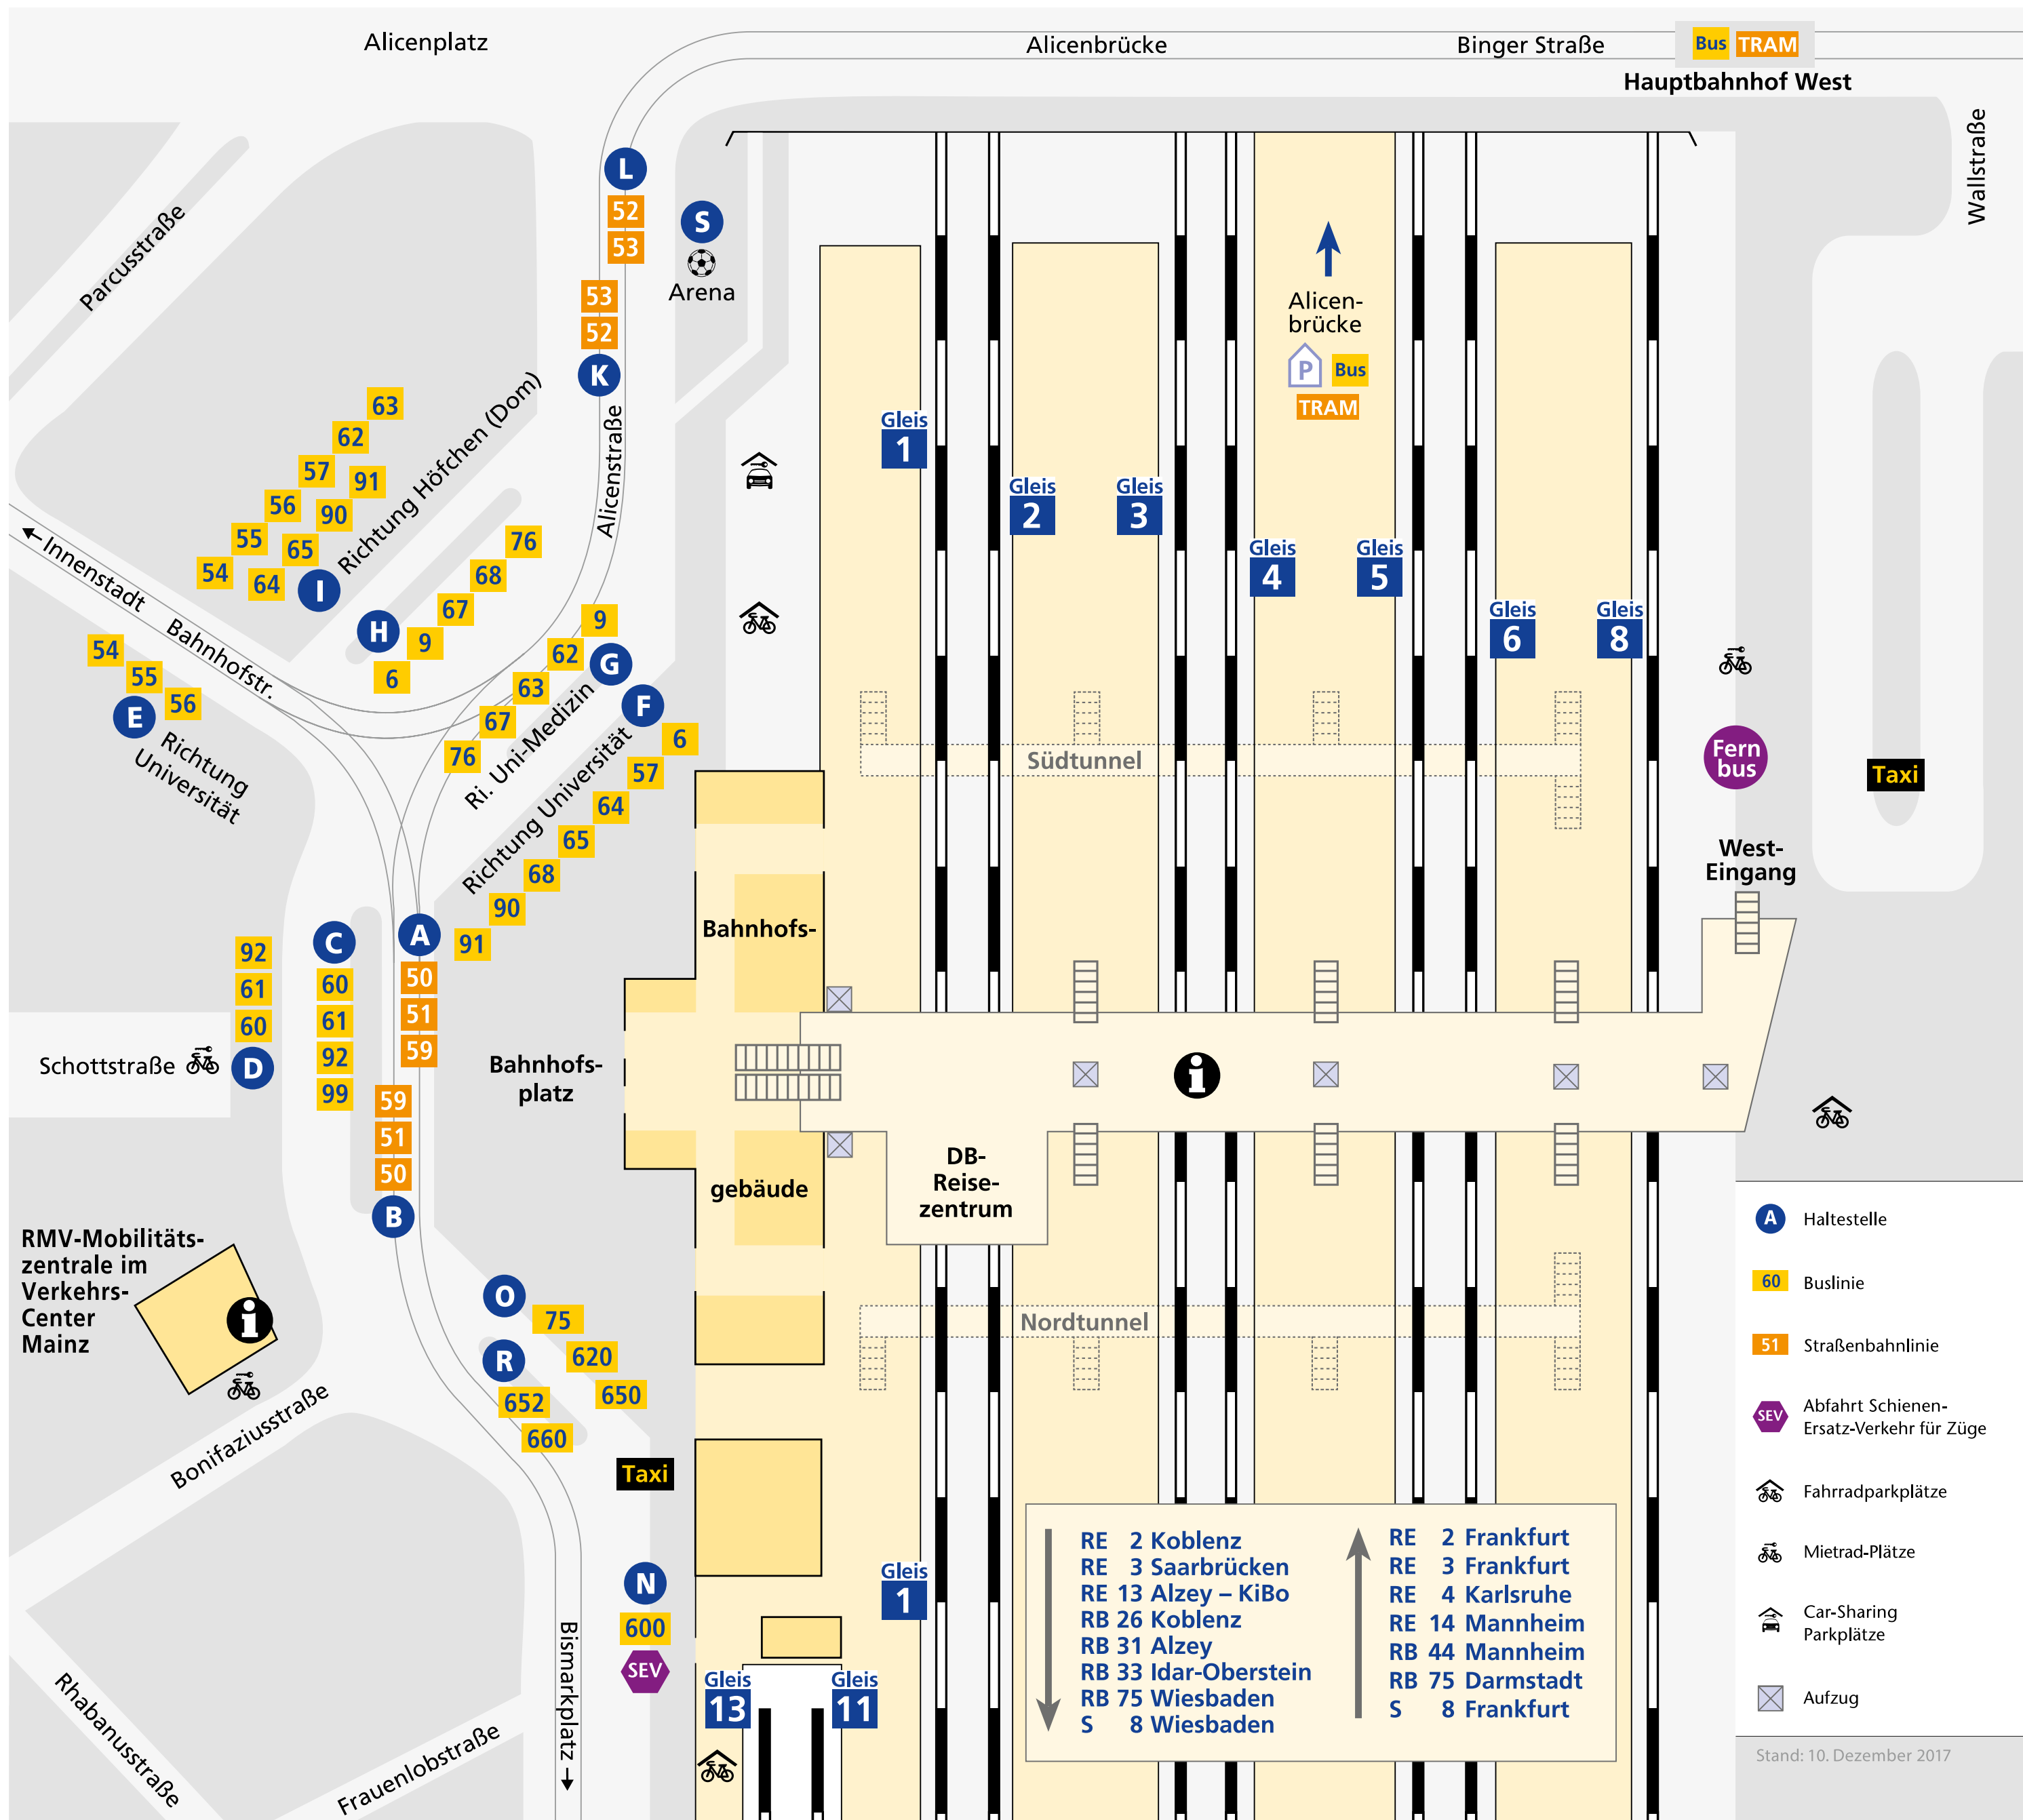 Alicenplatz
Alicenbrücke
Binger Straße
Bus TRAM
Hauptbahnhof West
Wallstraße
Parcusstraße
L
52
53
S
Arena
53
52
K
Alicenstraße
Alicen-
brücke
P Bus
TRAM
63
62
57
91
56
90
55
65
54
64
I
Richtung Höfchen (Dom)
76
68
67
H
9
6
Innenstadt
Bahnhofstr.
54
55
56
E
Richtung
Universität
9
62
G
63
67
76
Ri. Uni-Medizin
F
6
57
64
65
68
90
91
Richtung Universität
Gleis
1
Gleis
2
Gleis
3
Gleis
4
Gleis
5
Gleis
6
Gleis
8
Südtunnel
Fern
bus
Taxi
West-
Eingang
92
61
60
D
C
60
61
92
99
A
50
51
59
59
51
50
B
Schottstraße
Bahnhofs-
platz
Bahnhofs-
gebäude
i
DB-
Reise-
zentrum
RMV-Mobilitäts-
zentrale im
Verkehrs-
Center
Mainz
i
O
75
620
650
R
652
660
Nordtunnel
Bonifaziusstraße
Taxi
N
600
SEV
Bismarkplatz
Rhabanusstraße
Frauenlobstraße
Gleis
1
Gleis
13
Gleis
11
RE 2 Koblenz
RE 3 Saarbrücken
RE 13 Alzey – KiBo
RB 26 Koblenz
RB 31 Alzey
RB 33 Idar-Oberstein
RB 75 Wiesbaden
S 8 Wiesbaden
RE 2 Frankfurt
RE 3 Frankfurt
RE 4 Karlsruhe
RE 14 Mannheim
RB 44 Mannheim
RB 75 Darmstadt
S 8 Frankfurt
A Haltestelle
60 Buslinie
51 Straßenbahnlinie
SEV Abfahrt Schienen-
Ersatz-Verkehr für Züge
Fahrradparkplätze
Mietrad-Plätze
Car-Sharing
Parkplätze
Aufzug
Stand: 10. Dezember 2017